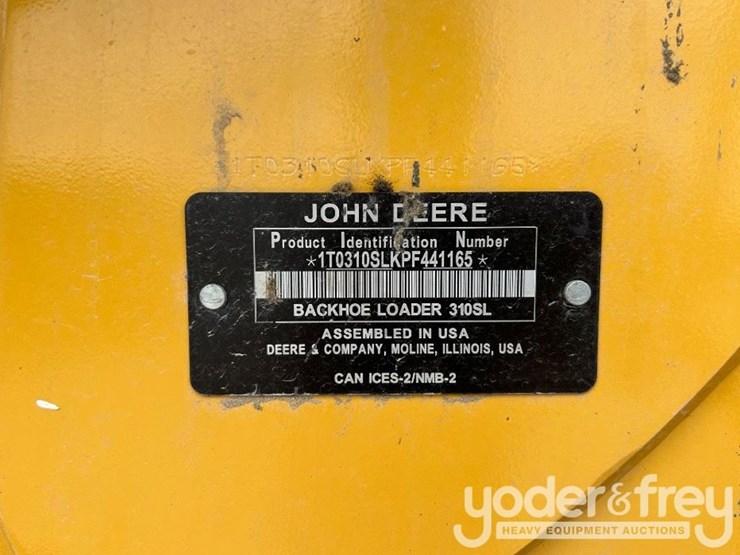 1T0310SLKPF441165*
JOHN DEERE
Product Identification Number
*1T0310SLKPF441165*
BACKHOE LOADER 310SL
ASSEMBLED IN USA
DEERE & COMPANY, MOLINE, ILLINOIS, USA
CAN ICES-2/NMB-2
yoder&frey
HEAVY EQUIPMENT AUCTIONS